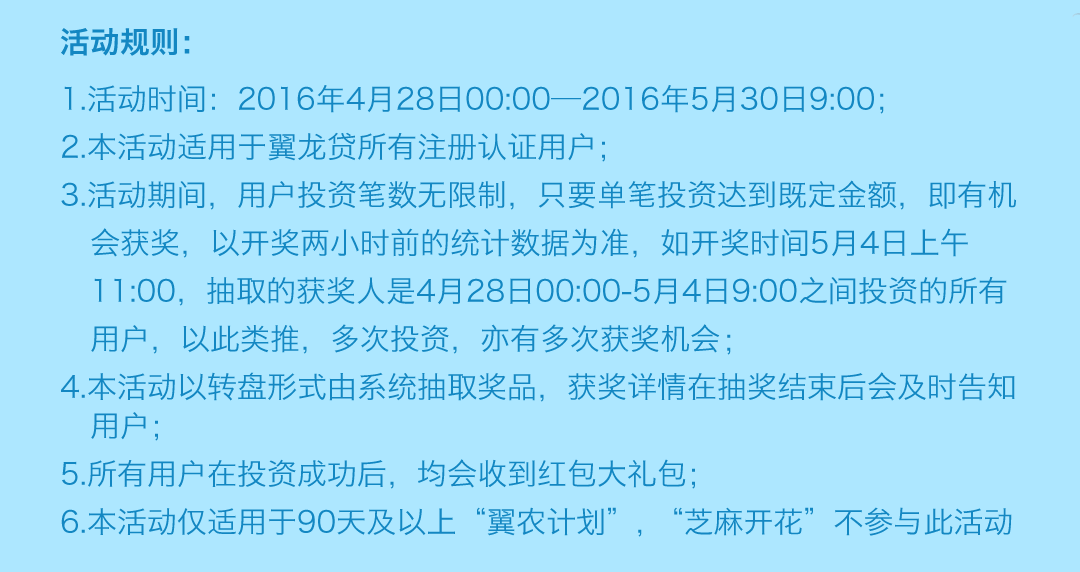 活动规则：
1.活动时间：2016年4月28日00:00—2016年5月30日9:00；
2.本活动适用于翼龙贷所有注册认证用户；
3.活动期间，用户投资笔数无限制，只要单笔投资达到既定金额，即有机
会获奖，以开奖两小时前的统计数据为准，如开奖时间5月4日上午
11:00，抽取的获奖人是4月28日00:00-5月4日9:00之间投资的所有
用户，以此类推，多次投资，亦有多次获奖机会；
4.本活动以转盘形式由系统抽取奖品，获奖详情在抽奖结束后会及时告知
用户；
5.所有用户在投资成功后，均会收到红包大礼包；
6.本活动仅适用于90天及以上“翼农计划”，“芝麻开花”不参与此活动